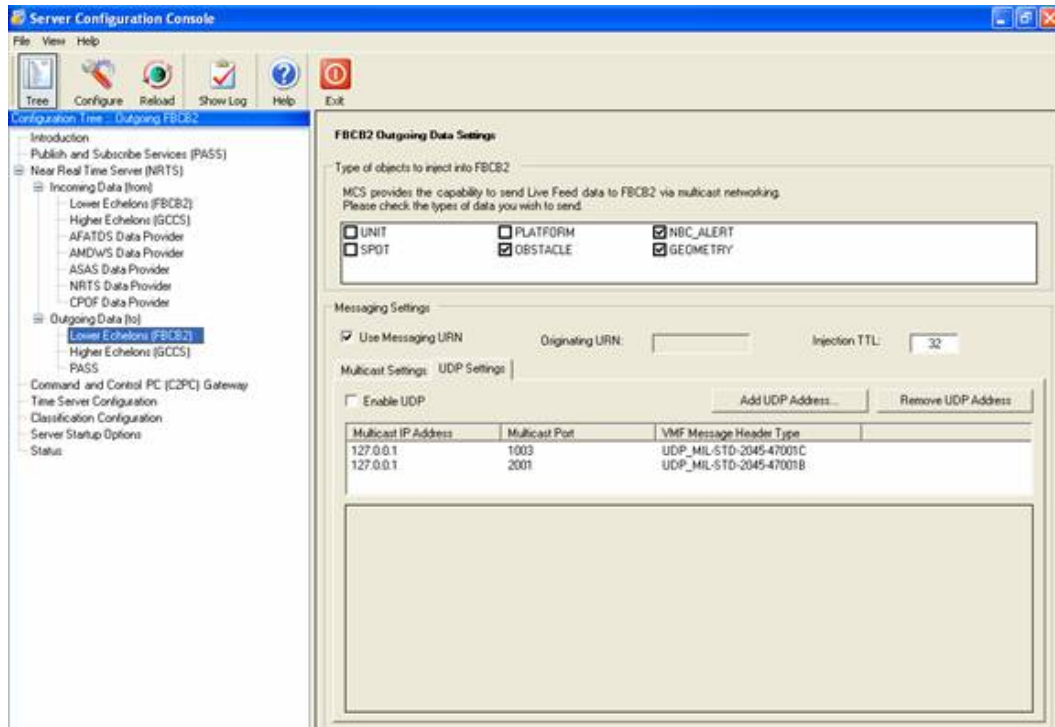 Server Configuration Console
File View Help
Tree Configure Reload Show Log Help Exit
Configuration Tree :: Outgoing FBCB2
Introduction
Publish and Subscribe Services (PASS)
Near Real Time Server (NRTS)
Incoming Data (from)
Lower Echelons (FBCB2)
Higher Echelons (GCCS)
AFATDS Data Provider
AMDWS Data Provider
ASAS Data Provider
NRTS Data Provider
CPOF Data Provider
Outgoing Data (to)
Lower Echelons (FBCB2)
Higher Echelons (GCCS)
PASS
Command and Control PC (C2PC) Gateway
Time Server Configuration
Classification Configuration
Server Startup Options
Status
FBCB2 Outgoing Data Settings
Type of objects to inject into FBCB2
MCS provides the capability to send Live Feed data to FBCB2 via multicast networking.
Please check the types of data you wish to send.
UNIT PLATFORM NBC_ALERT
SPOT OBSTACLE GEOMETRY
Messaging Settings
Use Messaging URN Originating URN: Injection TTL: 32
Multicast Settings UDP Settings
Enable UDP Add UDP Address... Remove UDP Address
Multicast IP Address Multicast Port VMF Message Header Type
127.0.0.1 1003 UDP_MIL-STD-2045-47001C
127.0.0.1 2001 UDP_MIL-STD-2045-47001B